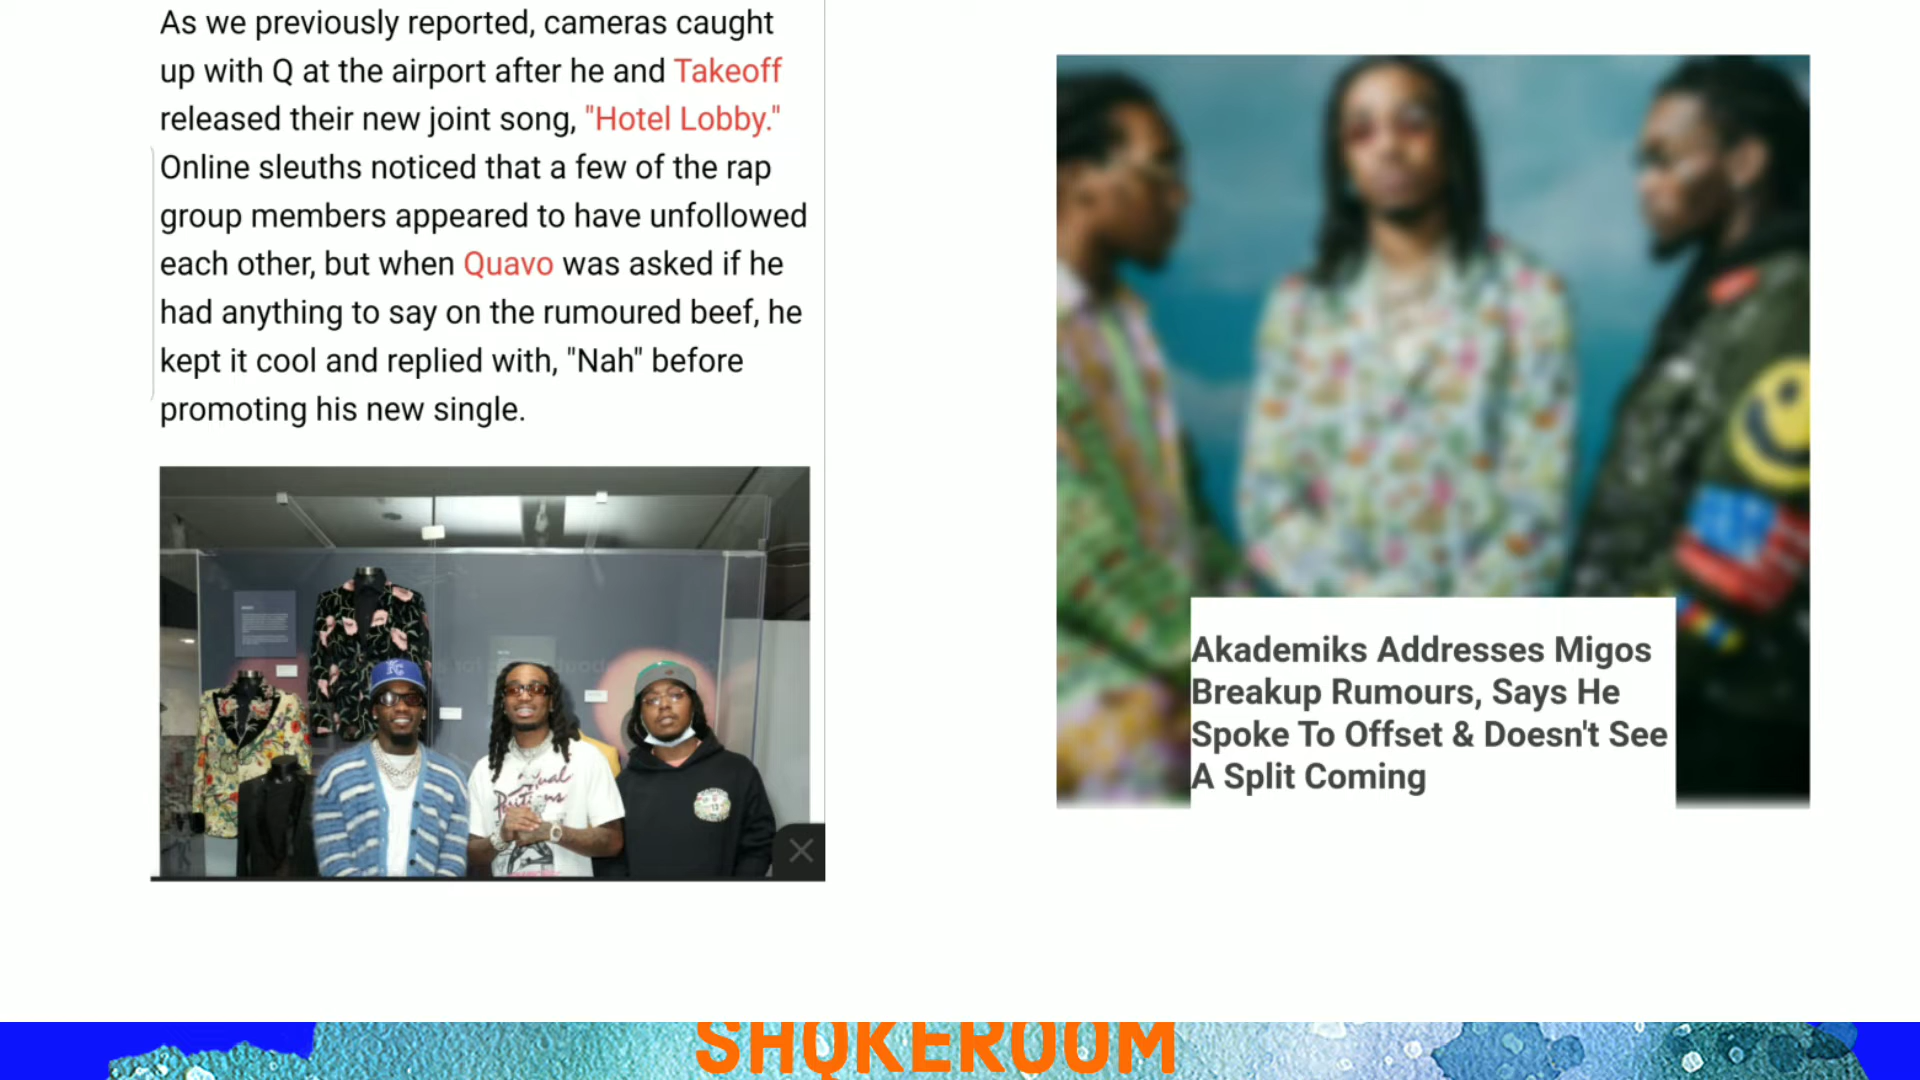 As we previously reported, cameras caught
up with Q at the airport after he and Takeoff
released their new joint song, "Hotel Lobby."
Online sleuths noticed that a few of the rap
group members appeared to have unfollowed
each other, but when Quavo was asked if he
had anything to say on the rumoured beef, he
kept it cool and replied with, "Nah" before
promoting his new single.
Akademiks Addresses Migos
Breakup Rumours, Says He
Spoke To Offset & Doesn't See
A Split Coming
SHOKEROOM